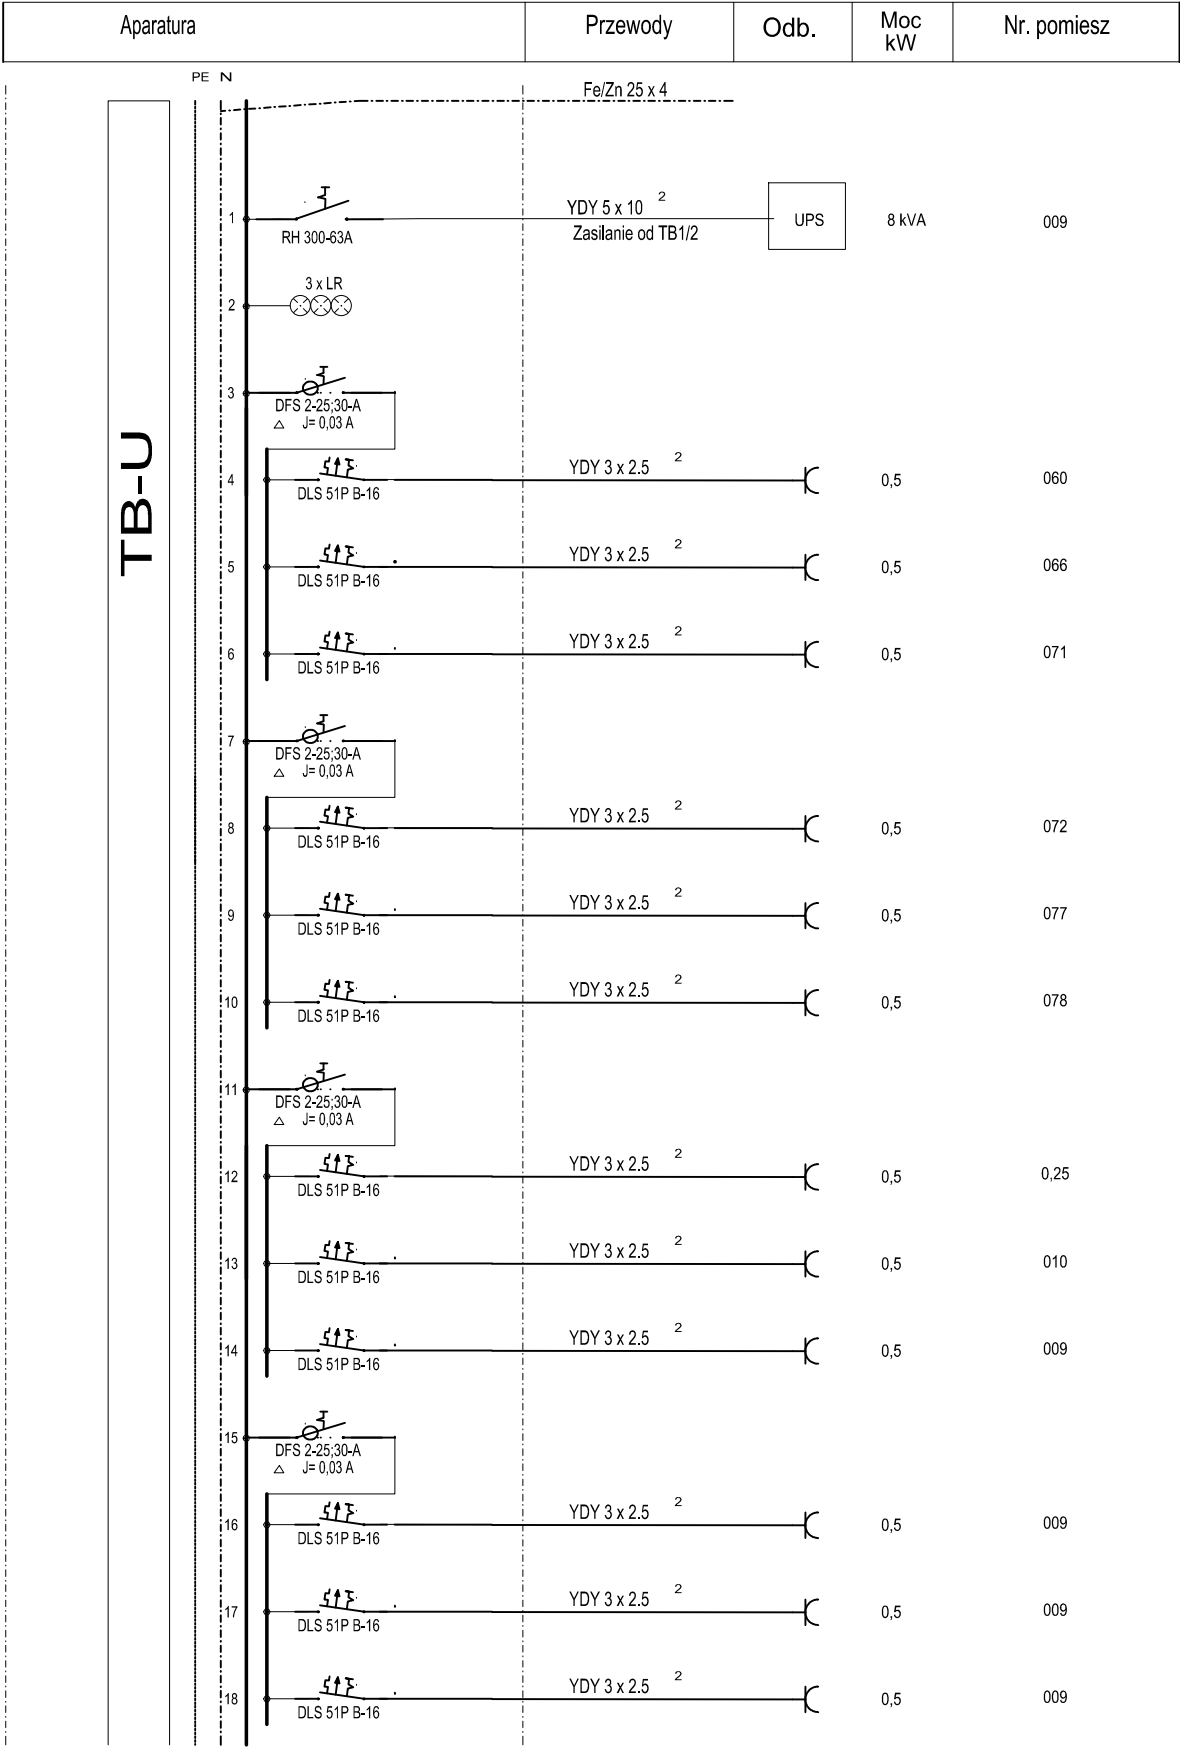 Aparatura Przewody Odb. Moc kW Nr. pomiesz
PE N
Fe/Zn 25 x 4
TB-U
1 RH 300-63A YDY 5 x 10 2 Zasilanie od TB1/2 UPS 8 kVA 009
2 3 x LR
3 DFS 2-25;30-A
△ J= 0,03 A
4 DLS 51P B-16 YDY 3 x 2.5 2 0,5 060
5 DLS 51P B-16 YDY 3 x 2.5 2 0,5 066
6 DLS 51P B-16 YDY 3 x 2.5 2 0,5 071
7 DFS 2-25;30-A
△ J= 0,03 A
8 DLS 51P B-16 YDY 3 x 2.5 2 0,5 072
9 DLS 51P B-16 YDY 3 x 2.5 2 0,5 077
10 DLS 51P B-16 YDY 3 x 2.5 2 0,5 078
11 DFS 2-25;30-A
△ J= 0,03 A
12 DLS 51P B-16 YDY 3 x 2.5 2 0,5 0,25
13 DLS 51P B-16 YDY 3 x 2.5 2 0,5 010
14 DLS 51P B-16 YDY 3 x 2.5 2 0,5 009
15 DFS 2-25;30-A
△ J= 0,03 A
16 DLS 51P B-16 YDY 3 x 2.5 2 0,5 009
17 DLS 51P B-16 YDY 3 x 2.5 2 0,5 009
18 DLS 51P B-16 YDY 3 x 2.5 2 0,5 009